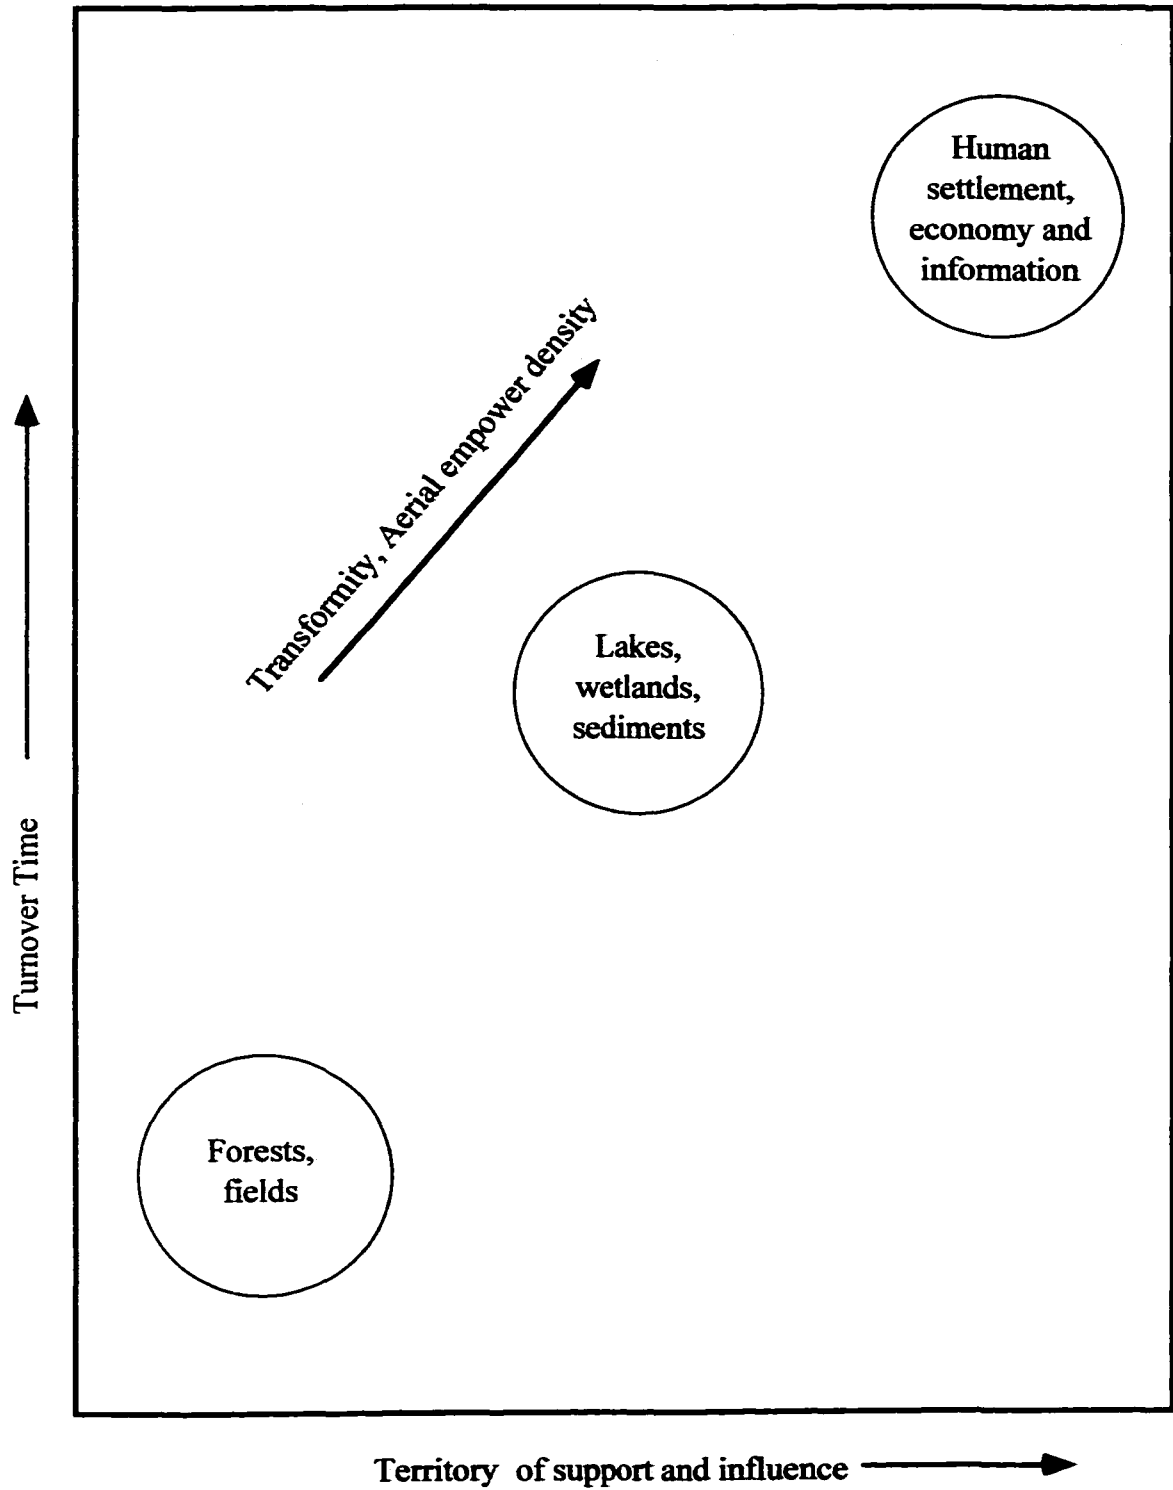 Human
settlement,
economy and
information
Transformity, Aerial empower density
Lakes,
wetlands,
sediments
Turnover Time
Forests,
fields
Territory of support and influence